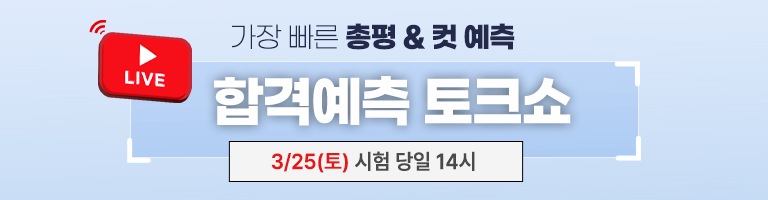 가장 빠른 총평 & 컷 예측
LIVE
합격예측 토크쇼
3/25(토) 시험 당일 14시